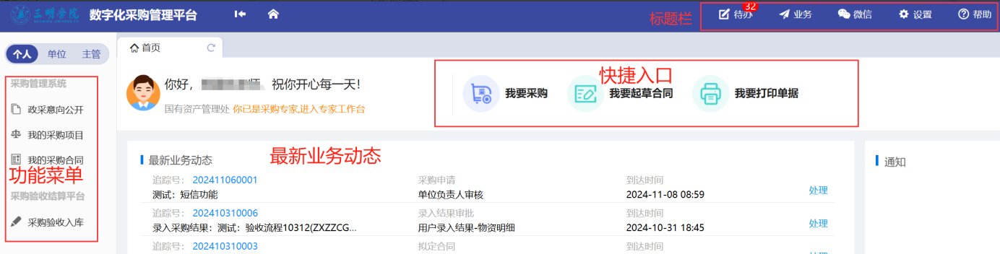 三明学院 数字化采购管理平台 标题栏 待办 32 业务 微信 设置 帮助
SANMING UNIVERSITY
个人 单位 主管
首页
采购管理系统
政采意向公开
我的采购项目
我的采购合同
功能菜单
采购验收结算平台
采购验收入库
你好， 师，祝你开心每一天！
国有资产管理处 你已是采购专家,进入专家工作台
快捷入口
我要采购 我要起草合同 我要打印单据
最新业务动态 最新业务动态
追踪号： 202411060001 采购申请 到达时间
测试：短信功能 单位负责人审核 2024-11-08 08:59 处理
追踪号： 202410310006 录入结果审批 到达时间
录入采购结果：测试：验收流程10312(ZXZZCG... 用户录入结果-物资明细 2024-10-31 18:45 处理
追踪号： 202410310003 拟定合同 到达时间
通知